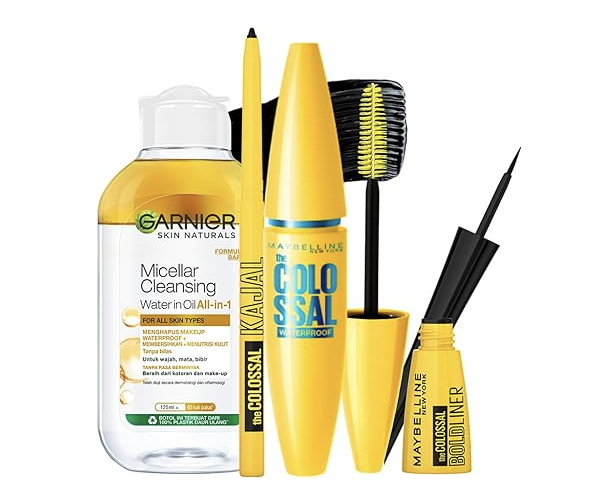 GARNIER
SKIN NATURALS
Micellar
Cleansing
Water in Oil All-in-1
FOR ALL SKIN TYPES
MENGHAPUS MAKEUP
WATERPROOF +
MEMBERSIHKAN + MENUTRISI KULIT
Tanpa bilas
Untuk wajah, mata, bibir
TANPA RASA BERMINYAK
Bersih dari kotoran dan make-up
Telah diuji secara dermatologi dan oftalmologi
125ml ℮
BOTOL INI TERBUAT DARI
100% PLASTIK DAUR ULANG*
the COLOSSAL KAJAL
MAYBELLINE
NEW YORK
the
COLO
SSAL
WATERPROOF
MAYBELLINE
NEW YORK
the COLOSSAL
BOLD LINER